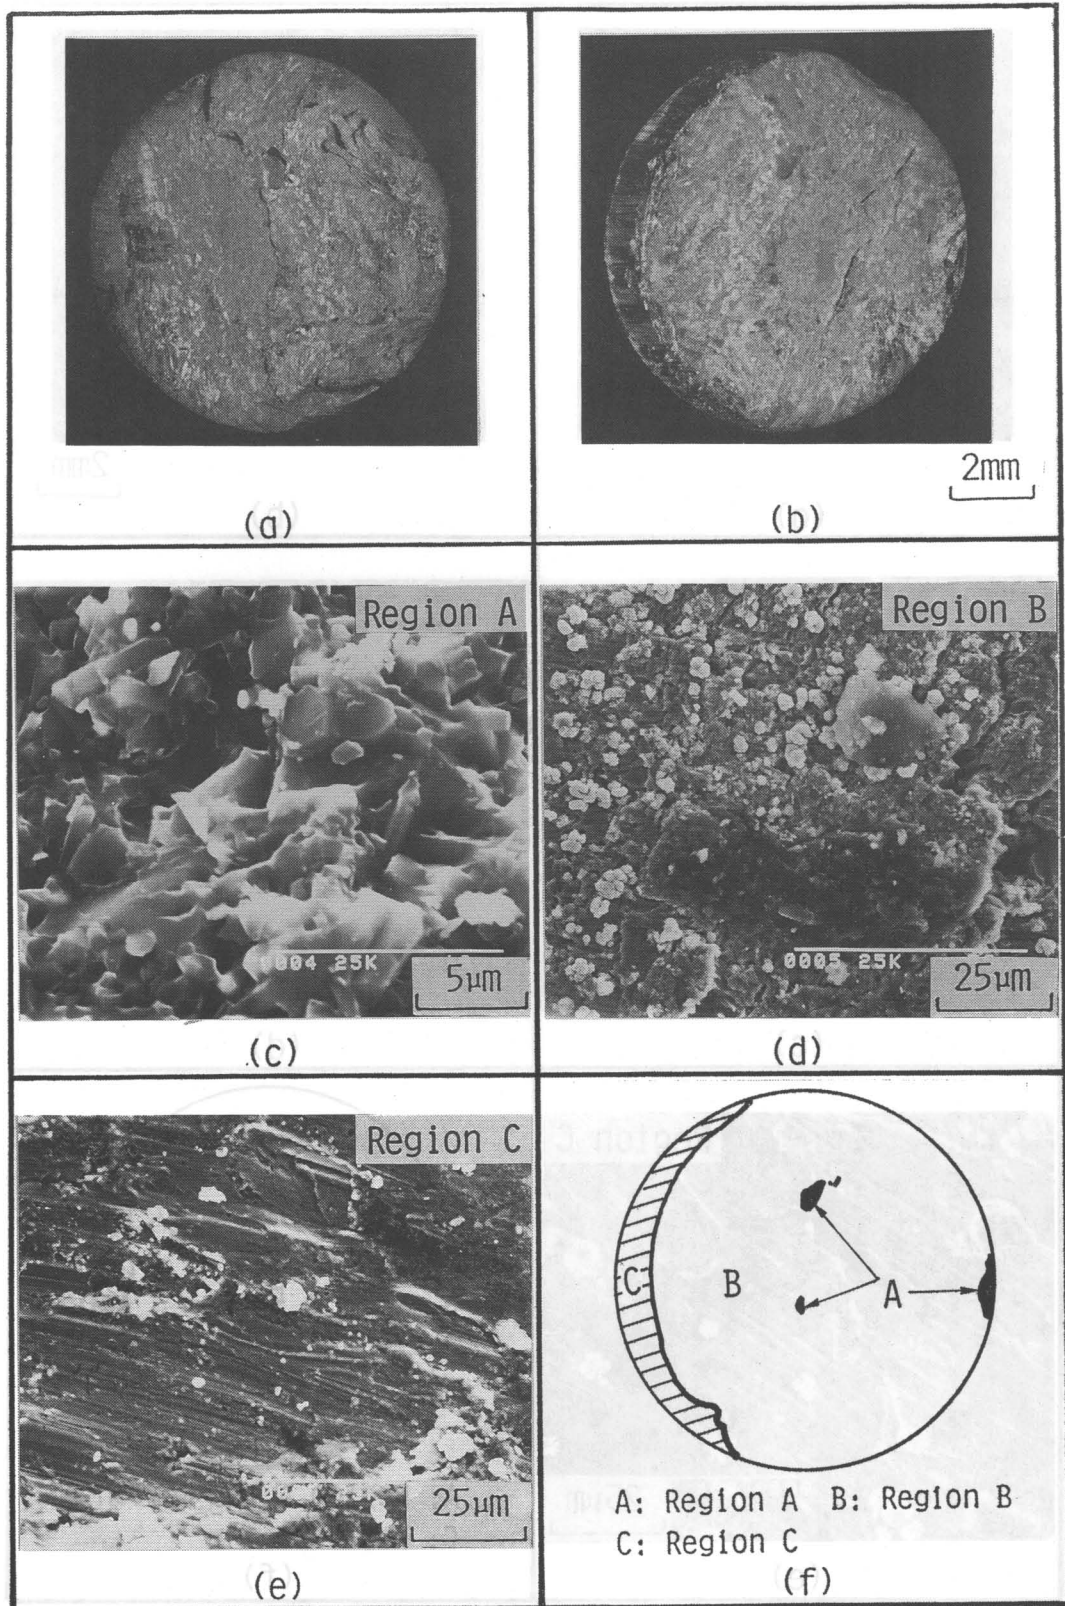 (a)
(b)
2mm
Region A
0004 25K
5μm
(c)
Region B
0005 25K
25μm
(d)
Region C
25μm
(e)
C
B
A
A: Region A B: Region B
C: Region C
(f)